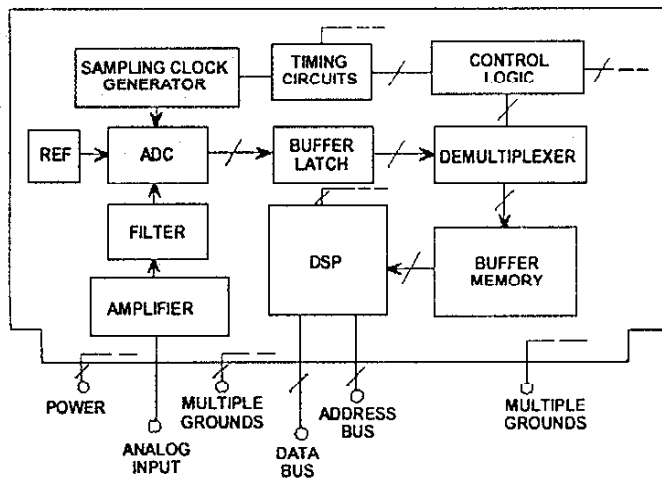 SAMPLING CLOCK
GENERATOR
TIMING
CIRCUITS
CONTROL
LOGIC
REF
ADC
BUFFER
LATCH
DEMULTIPLEXER
FILTER
DSP
BUFFER
MEMORY
AMPLIFIER
POWER
MULTIPLE
GROUNDS
ADDRESS
BUS
MULTIPLE
GROUNDS
ANALOG
INPUT
DATA
BUS